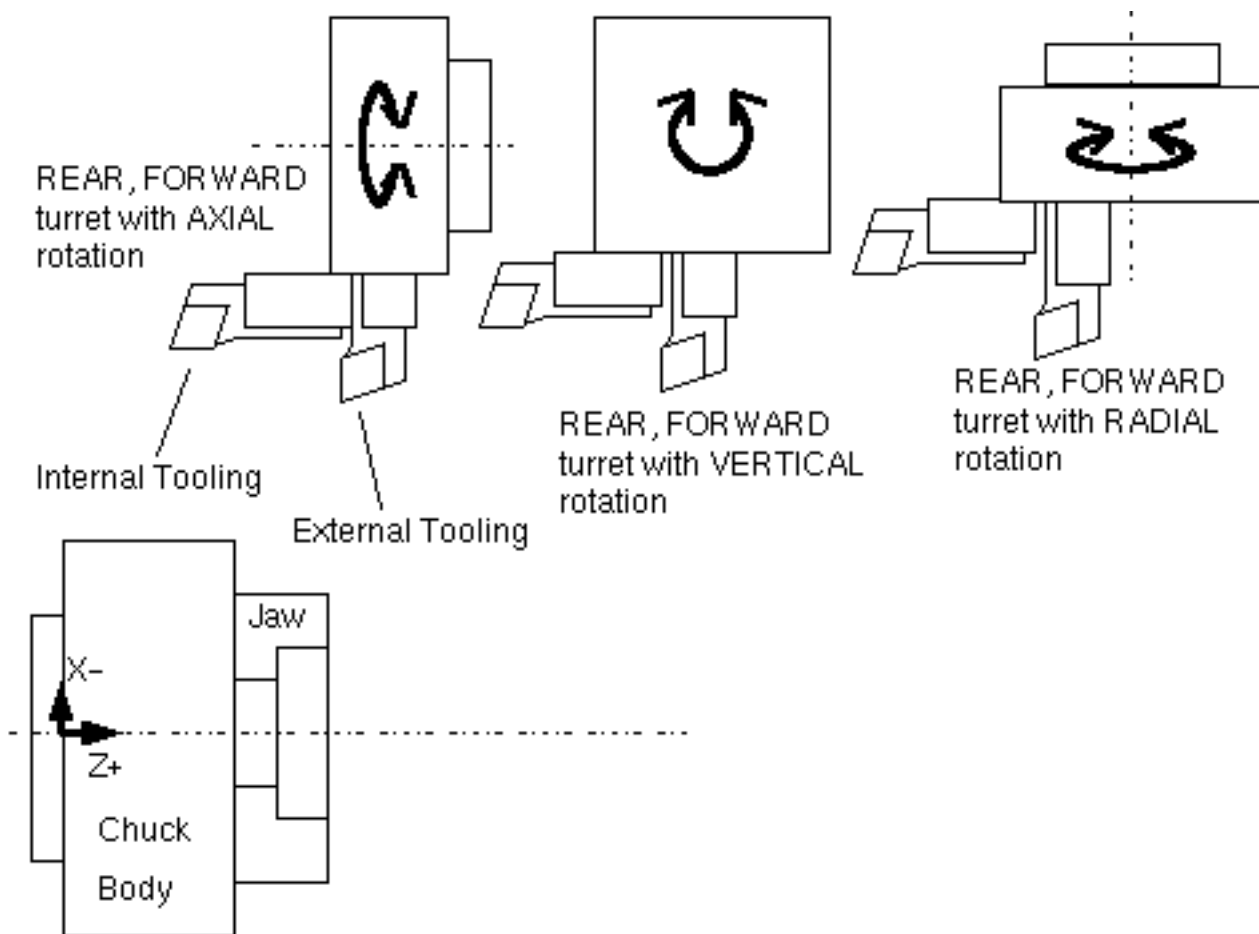 REAR, FORWARD
turret with AXIAL
rotation
Internal Tooling
External Tooling
REAR, FORWARD
turret with VERTICAL
rotation
REAR, FORWARD
turret with RADIAL
rotation
Jaw
X-
Z+
Chuck
Body